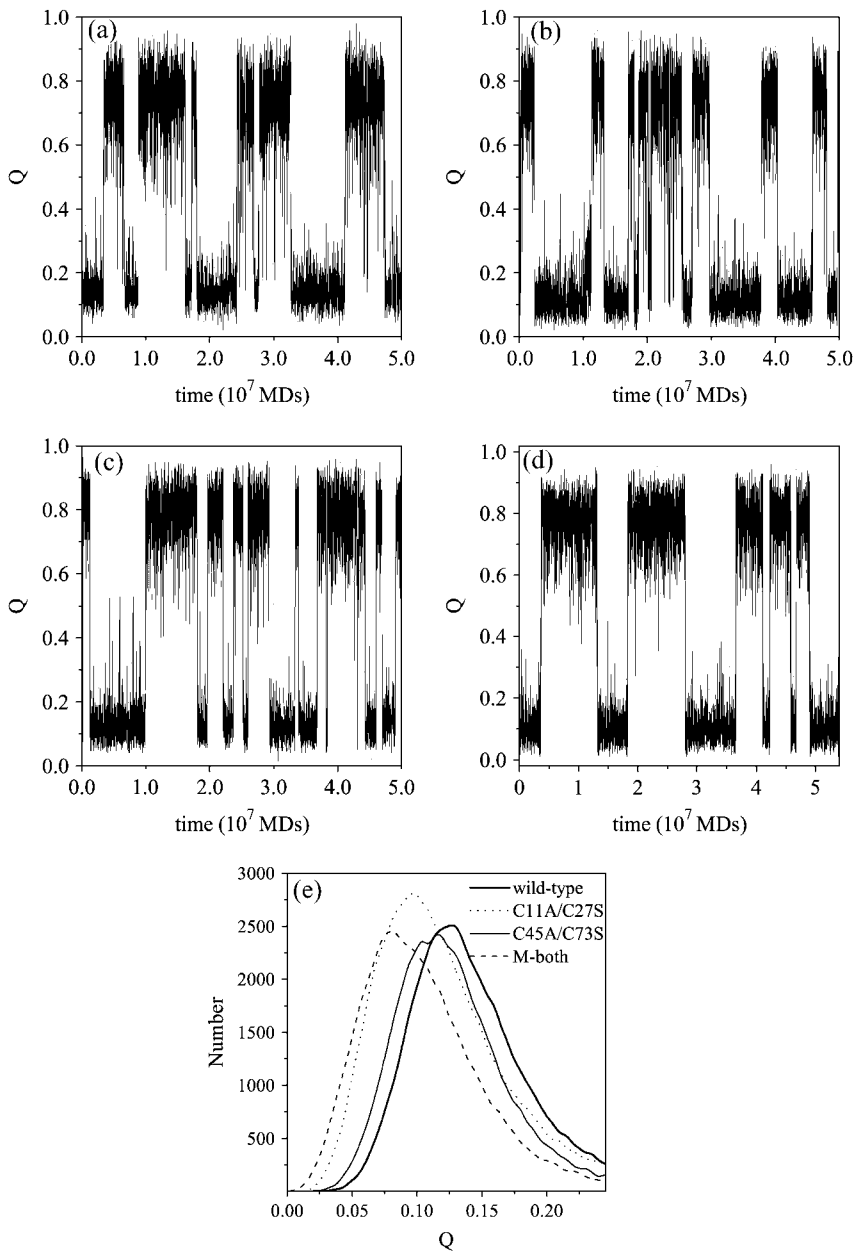 (a)
1.0
0.8
0.6
0.4
0.2
0.0
Q
0.0 1.0 2.0 3.0 4.0 5.0
time (10⁷ MDs)
(b)
1.0
0.8
0.6
0.4
0.2
0.0
Q
0.0 1.0 2.0 3.0 4.0 5.0
time (10⁷ MDs)
(c)
1.0
0.8
0.6
0.4
0.2
0.0
Q
0.0 1.0 2.0 3.0 4.0 5.0
time (10⁷ MDs)
(d)
1.0
0.8
0.6
0.4
0.2
0.0
Q
0 1 2 3 4 5
time (10⁷ MDs)
(e)
3000
2500
2000
1500
1000
500
Number
wild-type
C11A/C27S
C45A/C73S
M-both
0.00 0.05 0.10 0.15 0.20
Q